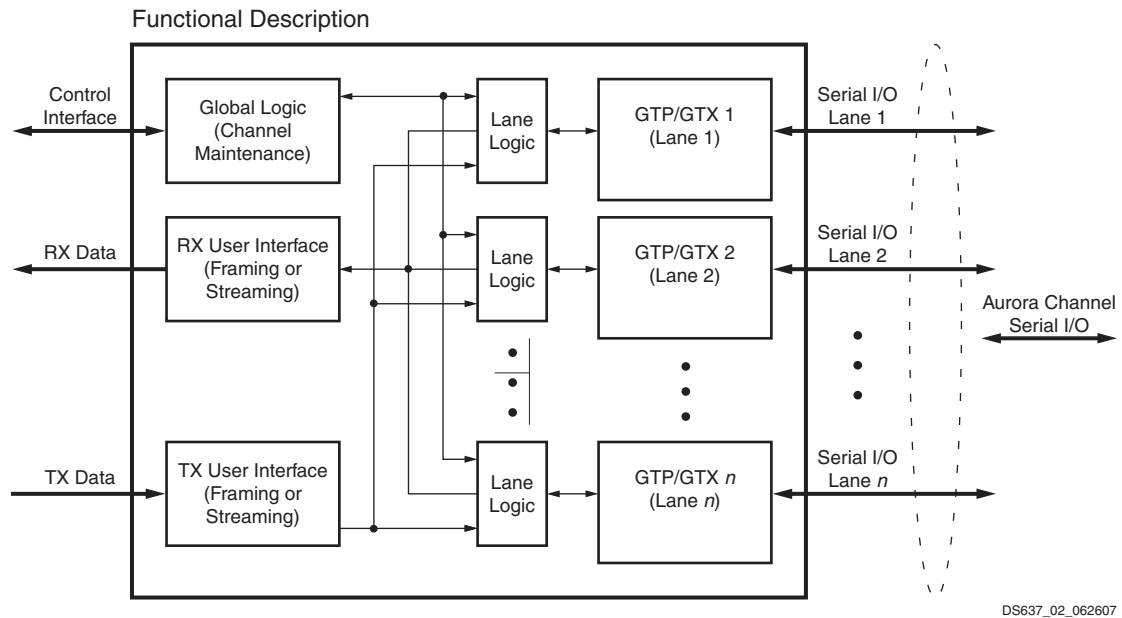 Functional Description
Control
Interface
Global Logic
(Channel
Maintenance)
Lane
Logic
GTP/GTX 1
(Lane 1)
Serial I/O
Lane 1
RX Data
RX User Interface
(Framing or
Streaming)
Lane
Logic
GTP/GTX 2
(Lane 2)
Serial I/O
Lane 2
Aurora Channel
Serial I/O
TX Data
TX User Interface
(Framing or
Streaming)
Lane
Logic
GTP/GTX n
(Lane n)
Serial I/O
Lane n
DS637_02_062607